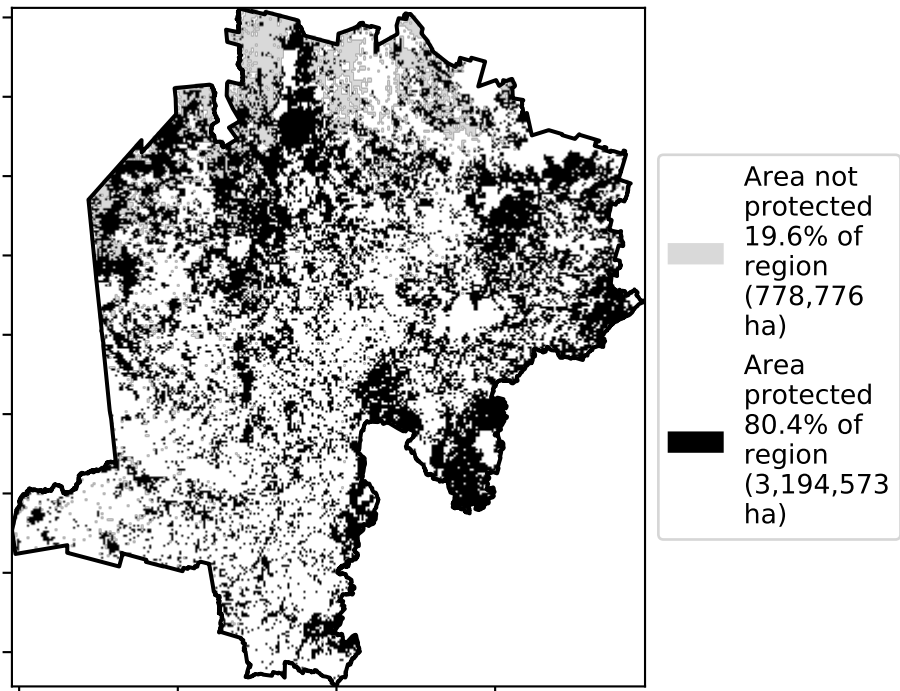 Area not
protected
19.6% of
region
(778,776
ha)
Area
protected
80.4% of
region
(3,194,573
ha)